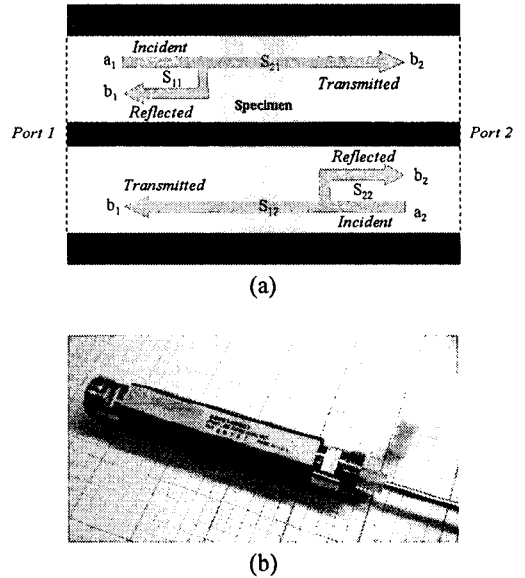 Incident
a1 S21 b2
S11 Transmitted
b1
Reflected Specimen
Port 1 Port 2
Reflected
Transmitted b2
S22
b1 S12 a2
Incident
(a)
(b)